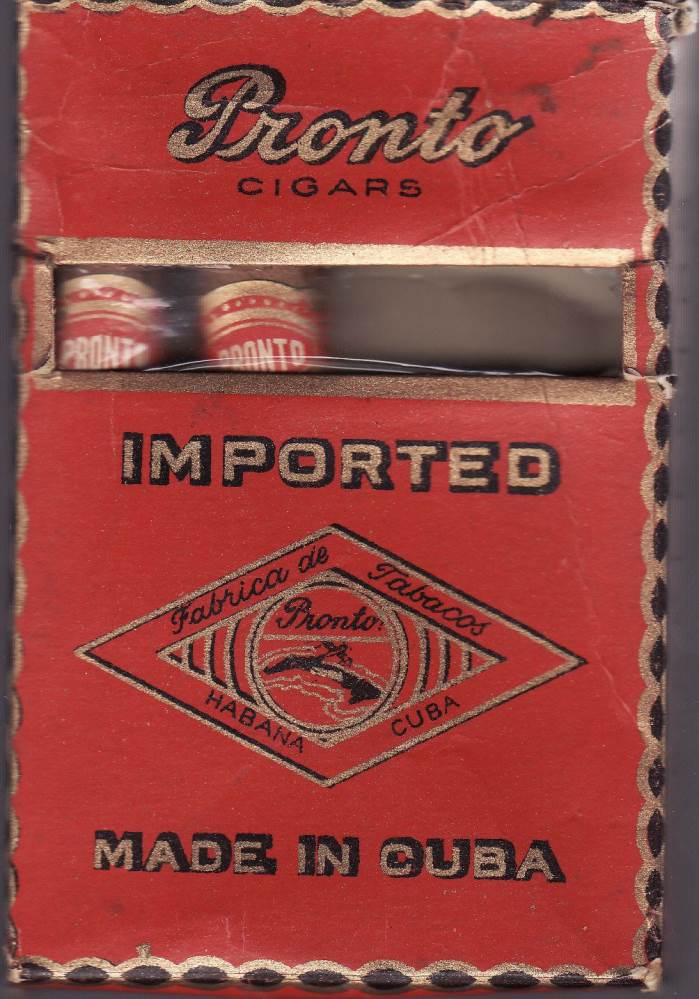 Pronto
CIGARS
PRONTO PRONTO
IMPORTED
Fabrica de Tabacos
Pronto
HABANA CUBA
MADE IN CUBA